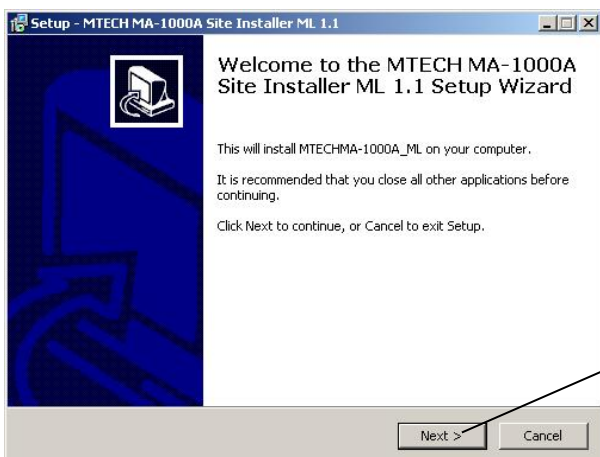 Setup - MTECH MA-1000A Site Installer ML 1.1
Welcome to the MTECH MA-1000A
Site Installer ML 1.1 Setup Wizard
This will install MTECHMA-1000A_ML on your computer.
It is recommended that you close all other applications before
continuing.
Click Next to continue, or Cancel to exit Setup.
Next >
Cancel